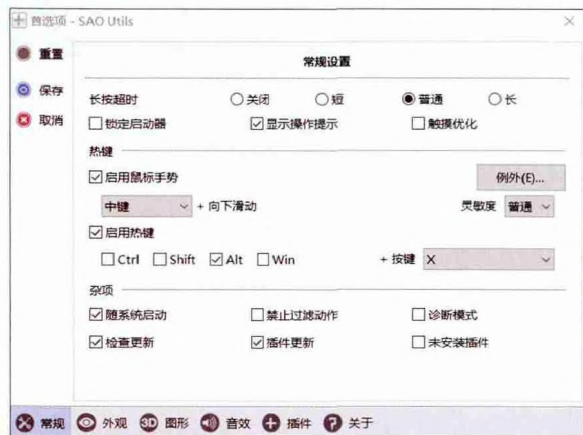 首选项 - SAO Utils
重置
保存
取消
常规设置
长按超时 关闭 短 普通 长
锁定启动器 显示操作提示 触摸优化
热键
启用鼠标手势 例外(E)...
中键 + 向下滑动 灵敏度 普通
启用热键
Ctrl Shift Alt Win + 按键 X
杂项
随系统启动 禁止过滤动作 诊断模式
检查更新 插件更新 未安装插件
常规 外观 3D 图形 音效 插件 关于